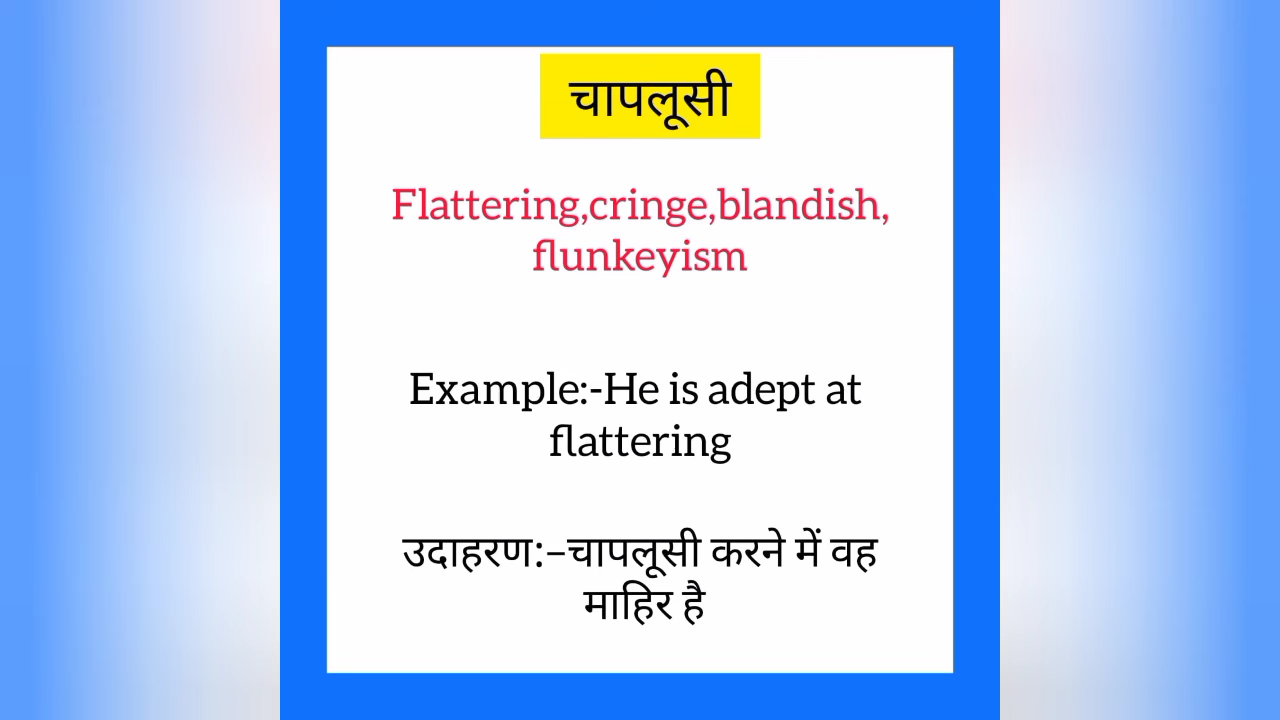 चापलूसी
Flattering,cringe,blandish,
flunkeyism
Example:-He is adept at
flattering
उदाहरण:–चापलूसी करने में वह
माहिर है